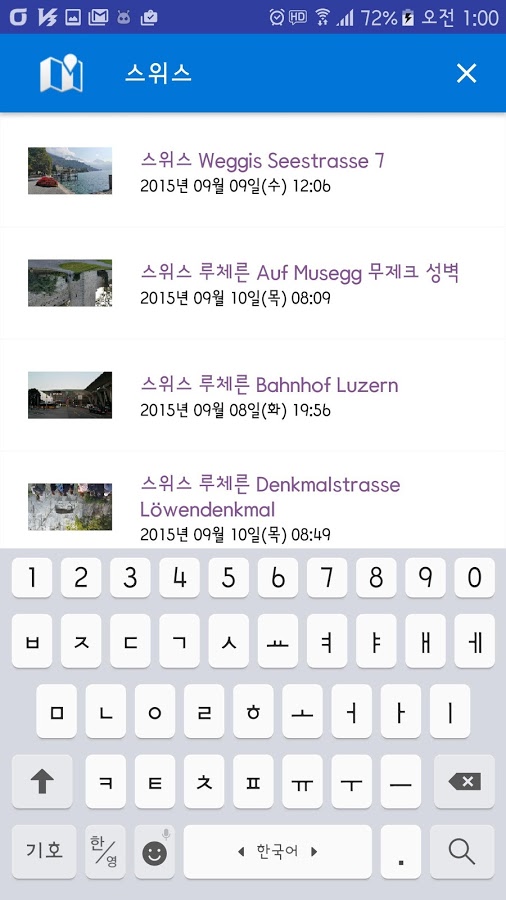 HD 72% 오전 1:00
스위스
스위스 Weggis Seestrasse 7
2015년 09월 09일(수) 12:06
스위스 루체른 Auf Musegg 무제크 성벽
2015년 09월 10일(목) 08:09
스위스 루체른 Bahnhof Luzern
2015년 09월 08일(화) 19:56
스위스 루체른 Denkmalstrasse
Löwendenkmal
2015년 09월 10일(목) 08:49
1 2 3 4 5 6 7 8 9 0
ㅂ ㅈ ㄷ ㄱ ㅅ ㅛ ㅕ ㅑ ㅐ ㅔ
ㅁ ㄴ ㅇ ㄹ ㅎ ㅗ ㅓ ㅏ ㅣ
ㅋ ㅌ ㅊ ㅍ ㅠ ㅜ ㅡ
기호 한/영 한국어 .